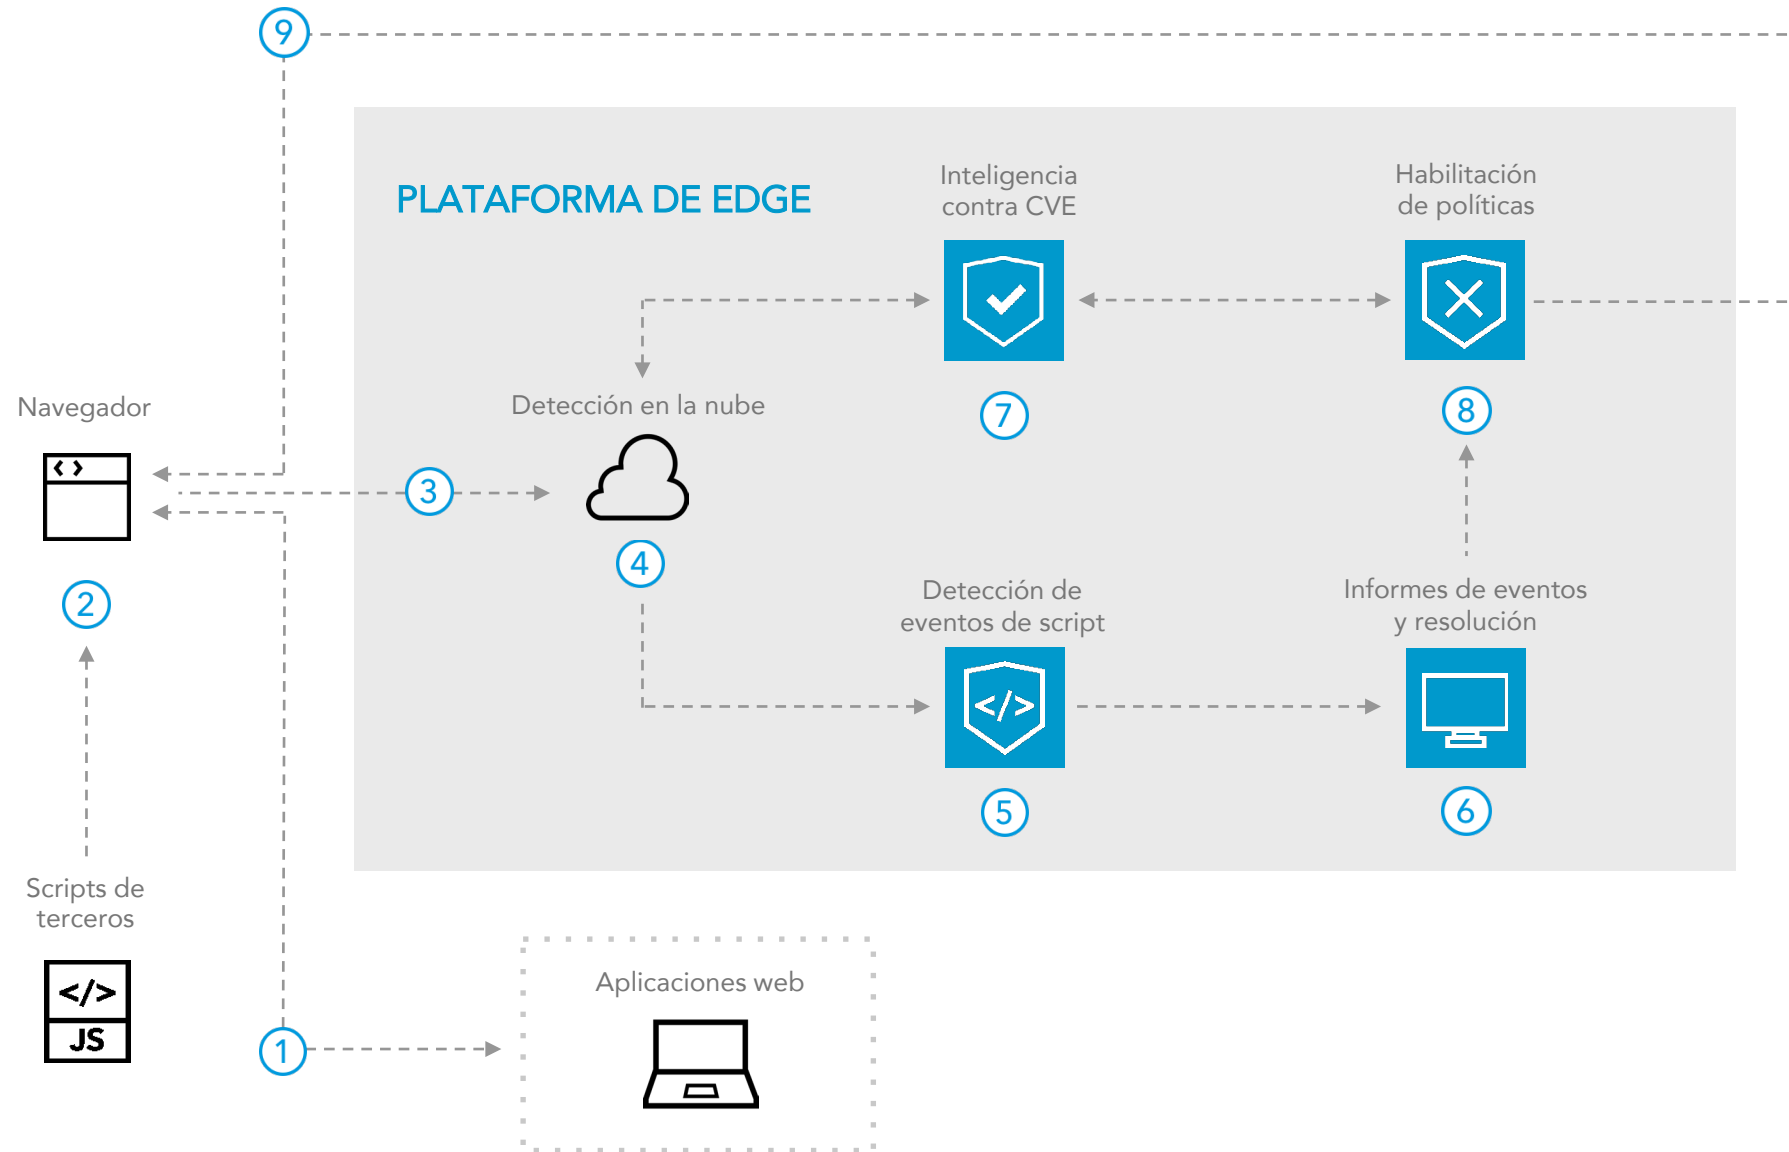 9
PLATAFORMA DE EDGE
Inteligencia
contra CVE
Habilitación
de políticas
Navegador
Detección en la nube
7
8
3
4
2
Detección de
eventos de script
Informes de eventos
y resolución
</>
5
6
Scripts de
terceros
</>
JS
1
Aplicaciones web